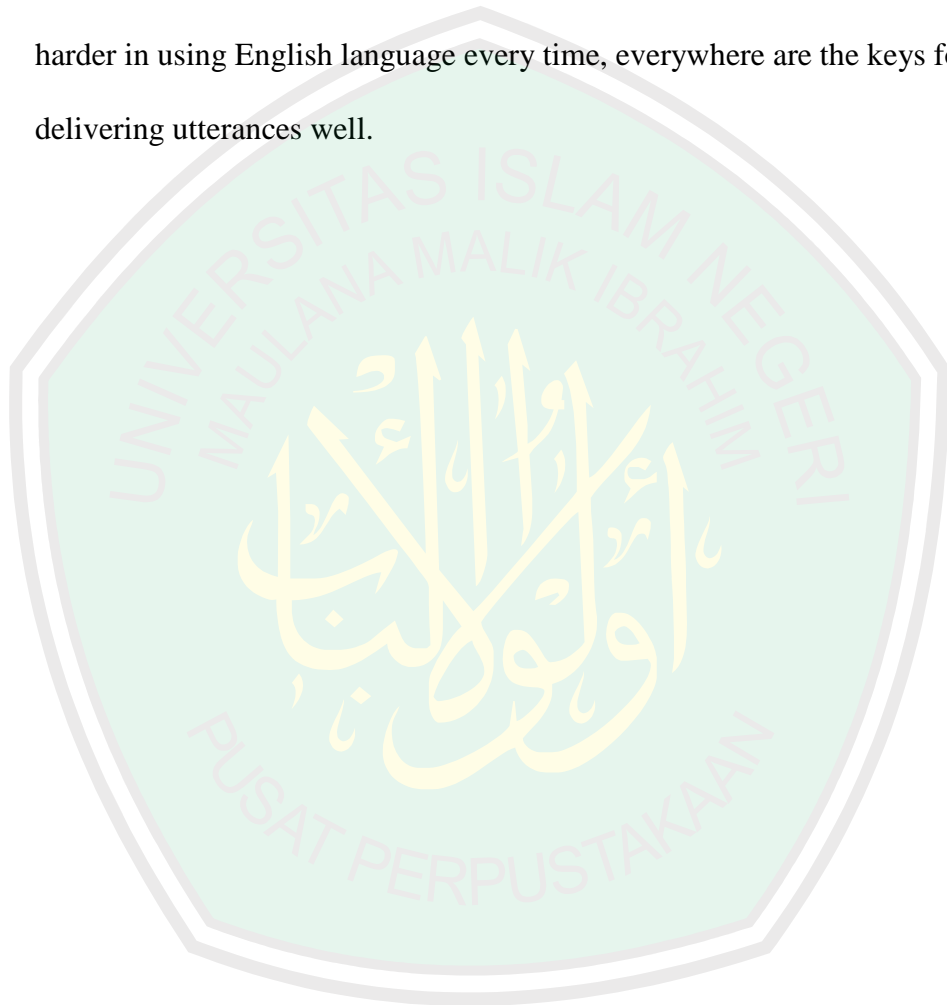 harder in using English language every time, everywhere are the keys fo
delivering utterances well.
UNIVERSITAS ISLAM NEGERI
MAULANA MALIK IBRAHIM
أولوا الألباب
PUSAT PERPUSTAKAAN